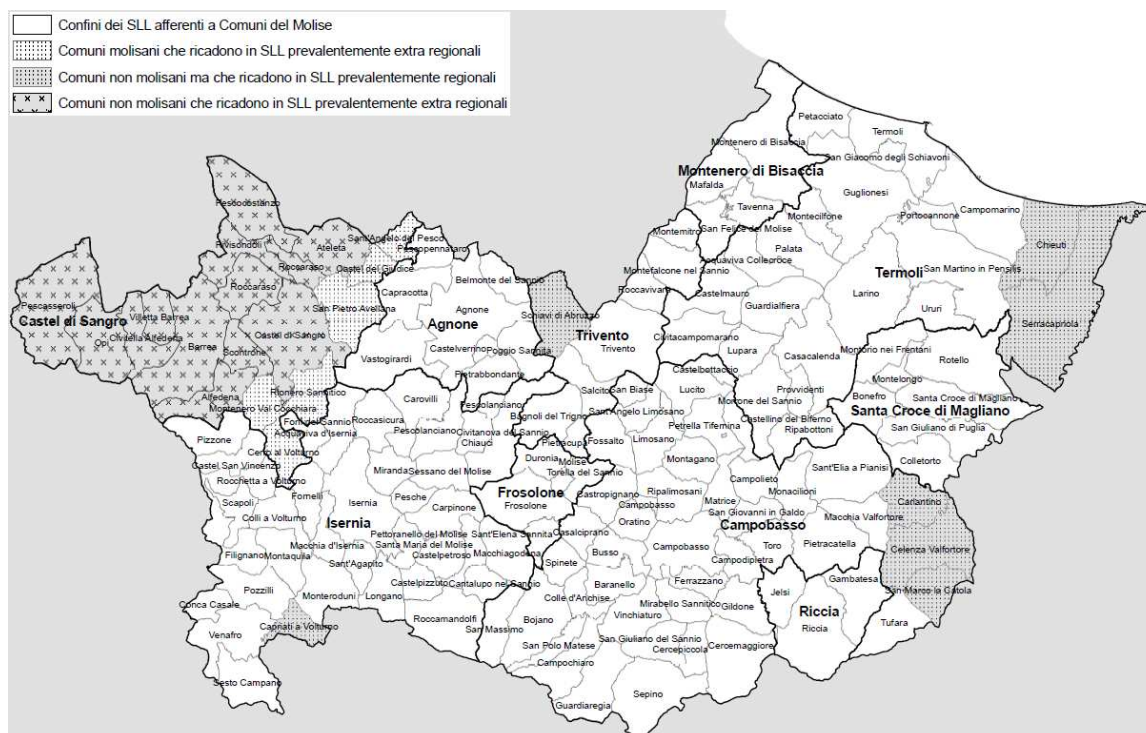 Confini dei SLL afferenti a Comuni del Molise
Comuni molisani che ricadono in SLL prevalentemente extra regionali
Comuni non molisani ma che ricadono in SLL prevalentemente regionali
Comuni non molisani che ricadono in SLL prevalentemente extra regionali
Petacciato
Termoli
Montenero di Bisaccia
San Giacomo degli Schiavoni
Montenero di Bisaccia
Mafalda
Guglionesi
Tavenna
Montecilfone
Portocannone
Campomarino
Pescocostanzo
Rivisondoli
Ateleta
Sant'Angelo del Pesco
Pescopennataro
Roccaraso
Castel del Giudice
Roccaraso
Montemitro
San Felice del Molise
Palata
Chieuti
Acquaviva Collecroce
Montefalcone nel Sannio
San Martino in Pensilis
Termoli
Belmonte del Sannio
Capracotta
Agnone
Roccavivara
Castelmauro
Guardialfiera
Larino
Ururi
Serracapriola
Pescasseroli
San Pietro Avellana
Schiavi di Abruzzo
Castel di Sangro
Villetta Barrea
Opi
Civitella Alfedena
Barrea
Castel di Sangro
Scontrone
Agnone
Trivento
Trivento
Civitacampomarano
Lupara
Casacalenda
Montorio nei Frentani
Rotello
Castelverrino
Poggio Sannita
Vastogirardi
Pietrabbondante
Castelbottaccio
Montelongo
Bonefro
Santa Croce di Magliano
Santa Croce di Magliano
Alfedena
Rionero Sannitico
Montenero Val Cocchiara
Carovilli
Pescolanciano
Salcito
San Biase
Lucito
Morcone del Sannio
Provvidenti
Castellino del Biferno
Ripabottoni
San Giuliano di Puglia
Colletorto
Forli del Sannio
Acquaviva d'Isernia
Roccasicura
Pescolanciano
Civitanova del Sannio
Chiauci
Bagnoli del Trigno
Pietracupa
Sant'Angelo Limosano
Fossalto
Limosano
Petrella Tifernina
Pizzone
Cerro al Volturno
Castel San Vincenzo
Rocchetta a Volturno
Miranda
Sessano del Molise
Duronia
Molise
Torella del Sannio
Montagano
Sant'Elia a Pianisi
Campolieto
Monacilioni
Scapoli
Fornelli
Isernia
Pesche
Carpinone
Frosolone
Frosolone
Castropignano
Ripalimosani
Matrice
San Giovanni in Galdo
Carlantino
Colli a Volturno
Isernia
Campobasso
Oratino
Campobasso
Macchia Valfortore
Pettoranello del Molise
Sant'Elena Sannita
Casalciprano
Toro
Pietracatella
Celenza Valfortore
Filignano
Montaquila
Macchia d'Isernia
Santa Maria del Molise
Castelpetroso
Macchiagodena
Spinete
Busso
Campobasso
Campodipietra
Sant'Agapito
Pozzilli
Monteroduni
Longano
Castelpizzuto
Cantalupo nel Sannio
Baranello
Ferrazzano
Jelsi
Gambatesa
San Marco la Catola
Conca Casale
Colle d'Anchise
Mirabello Sannitico
Gildone
Riccia
Riccia
Tufara
Venafro
Capriati a Volturno
Roccamandolfi
San Massimo
Bojano
Vinchiaturo
San Polo Matese
San Giuliano del Sannio
Cercepiccola
Cercemaggiore
Campochiaro
Sesto Campano
Guardiaregia
Sepino